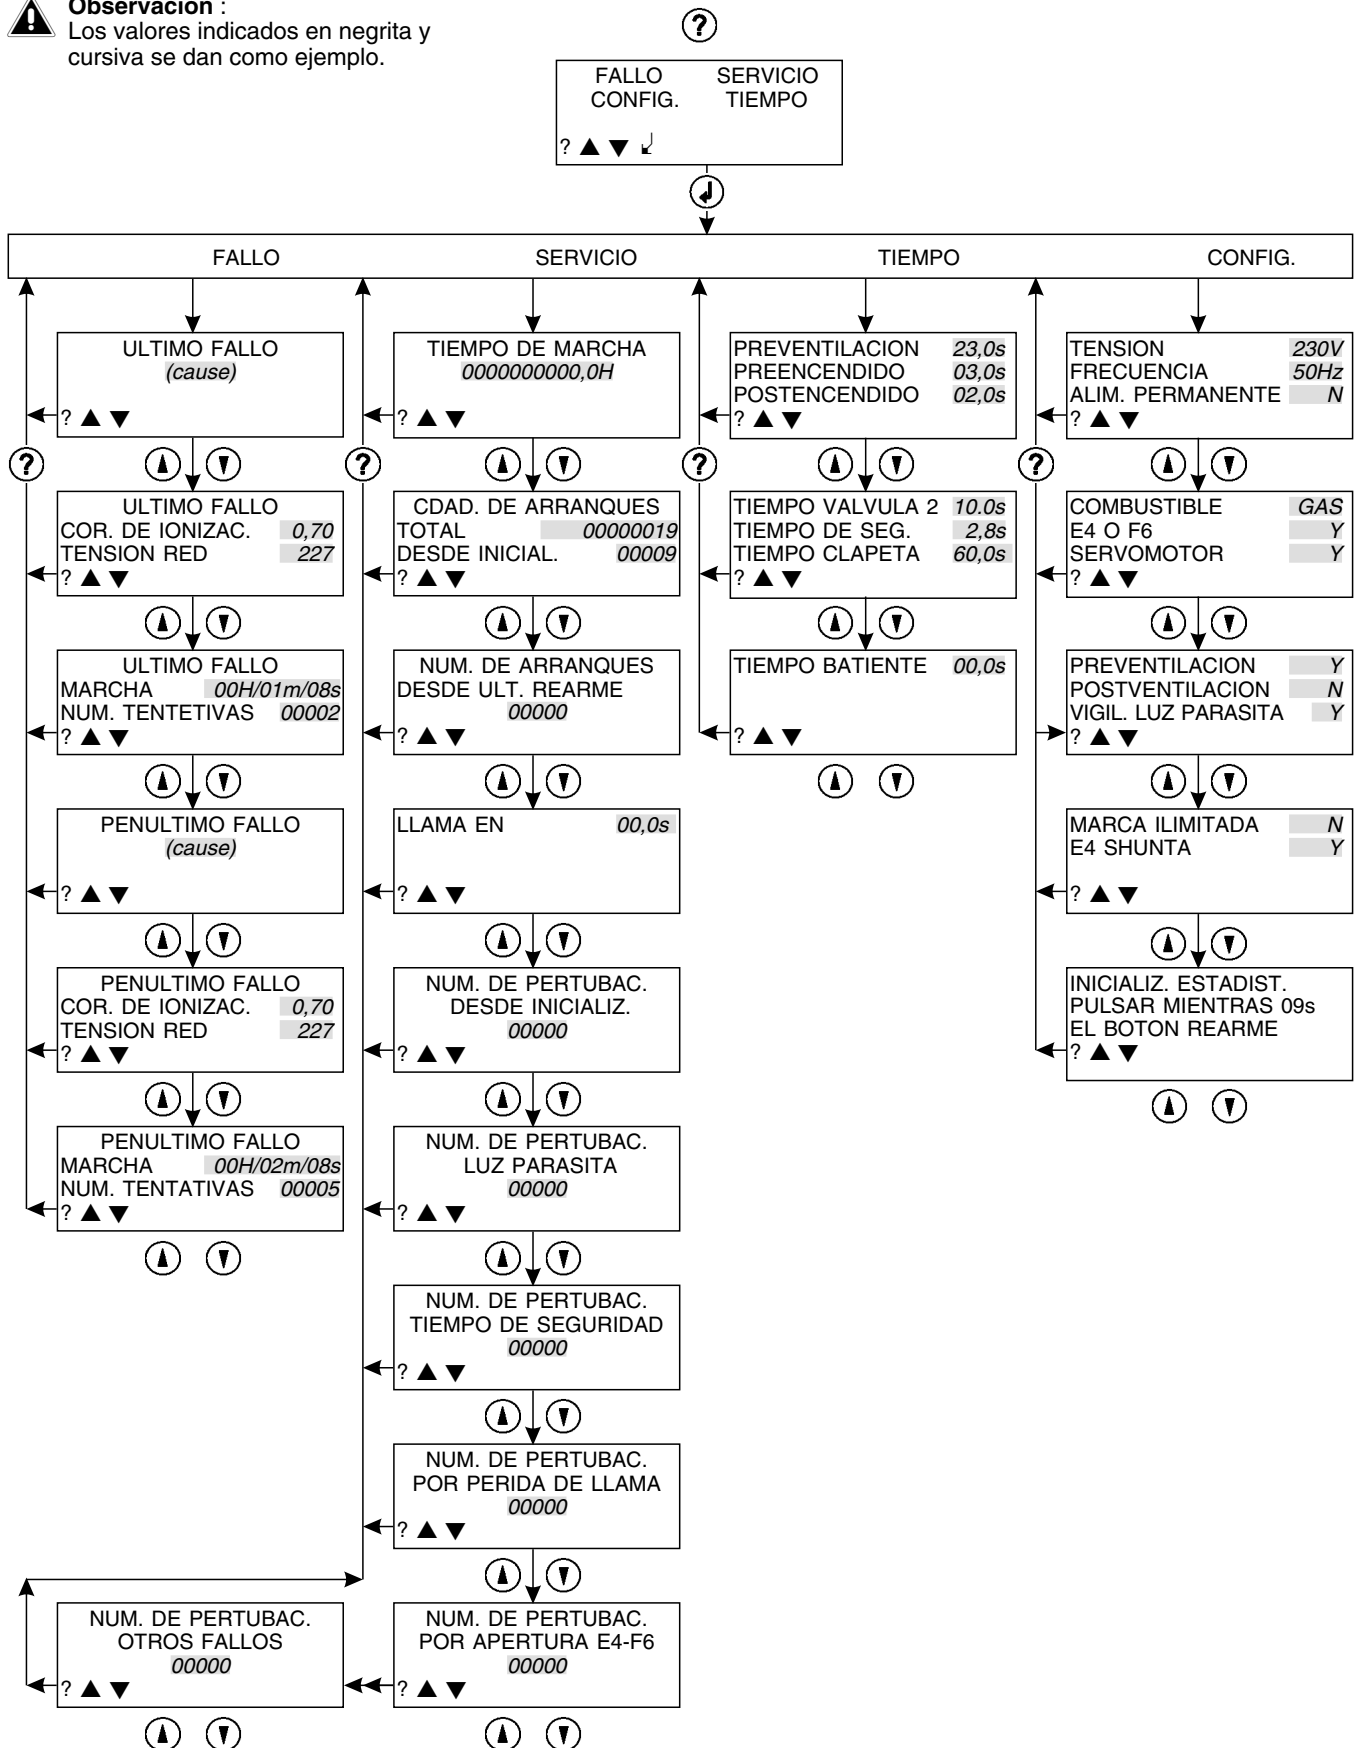 Observación :
Los valores indicados en negrita y
cursiva se dan como ejemplo.
?
FALLO SERVICIO
CONFIG. TIEMPO
? ▲ ▼
FALLO SERVICIO TIEMPO CONFIG.
ULTIMO FALLO
(cause)
? ▲ ▼
?
ULTIMO FALLO
COR. DE IONIZAC. 0,70
TENSION RED 227
? ▲ ▼
ULTIMO FALLO
MARCHA 00H/01m/08s
NUM. TENTETIVAS 00002
? ▲ ▼
PENULTIMO FALLO
(cause)
? ▲ ▼
PENULTIMO FALLO
COR. DE IONIZAC. 0,70
TENSION RED 227
? ▲ ▼
PENULTIMO FALLO
MARCHA 00H/02m/08s
NUM. TENTATIVAS 00005
? ▲ ▼
TIEMPO DE MARCHA
0000000000,0H
? ▲ ▼
?
CDAD. DE ARRANQUES
TOTAL 00000019
DESDE INICIAL. 00009
? ▲ ▼
NUM. DE ARRANQUES
DESDE ULT. REARME
00000
? ▲ ▼
LLAMA EN 00,0s
? ▲ ▼
NUM. DE PERTUBAC.
DESDE INICIALIZ.
00000
? ▲ ▼
NUM. DE PERTUBAC.
LUZ PARASITA
00000
? ▲ ▼
NUM. DE PERTUBAC.
TIEMPO DE SEGURIDAD
00000
? ▲ ▼
NUM. DE PERTUBAC.
POR PERIDA DE LLAMA
00000
? ▲ ▼
NUM. DE PERTUBAC.
POR APERTURA E4-F6
00000
? ▲ ▼
NUM. DE PERTUBAC.
OTROS FALLOS
00000
? ▲ ▼
PREVENTILACION 23,0s
PREENCENDIDO 03,0s
POSTENCENDIDO 02,0s
? ▲ ▼
?
TIEMPO VALVULA 2 10.0s
TIEMPO DE SEG. 2,8s
TIEMPO CLAPETA 60,0s
? ▲ ▼
TIEMPO BATIENTE 00,0s
? ▲ ▼
TENSION 230V
FRECUENCIA 50Hz
ALIM. PERMANENTE N
? ▲ ▼
?
COMBUSTIBLE GAS
E4 O F6 Y
SERVOMOTOR Y
? ▲ ▼
PREVENTILACION Y
POSTVENTILACION N
VIGIL. LUZ PARASITA Y
? ▲ ▼
MARCA ILIMITADA N
E4 SHUNTA Y
? ▲ ▼
INICIALIZ. ESTADIST.
PULSAR MIENTRAS 09s
EL BOTON REARME
? ▲ ▼